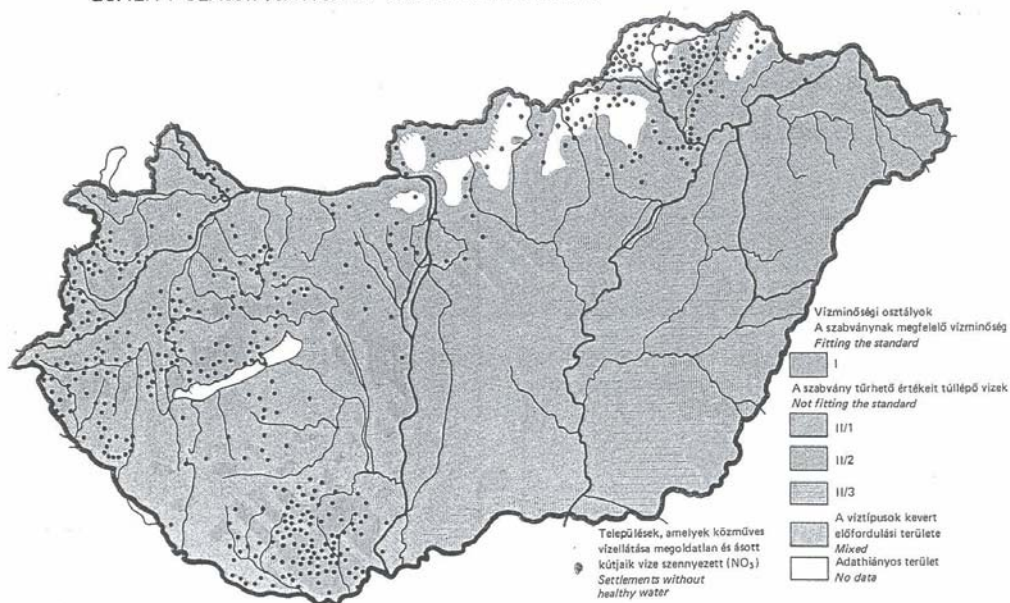 Vízminőségi osztályok
A szabványnak megfelelő vízminőség
Fitting the standard
I
A szabvány tűrhető értékeit túllépő vizek
Not fitting the standard
II/1
II/2
II/3
A víztípusok kevert
előfordulási területe
Mixed
Adathiányos terület
No data
Települések, amelyek közműves
vízellátása megoldatlan és ásott
kútjaik vize szennyezett (NO₃)
Settlements without
healthy water